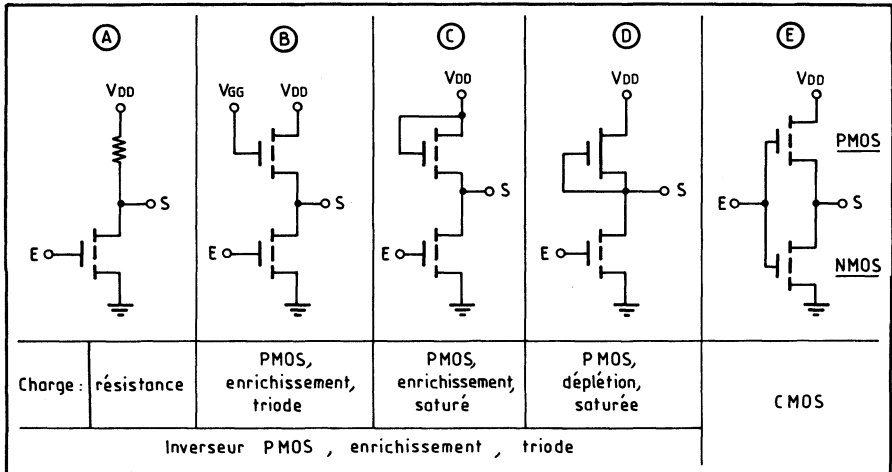 A B C D E
VDD VGG VDD VDD VDD VDD
PMOS
S S S S E S
E E E E NMOS
Charge : résistance
PMOS,
enrichissement,
triode
PMOS,
enrichissement,
saturé
PMOS,
déplétion,
saturée
CMOS
Inverseur PMOS , enrichissement , triode